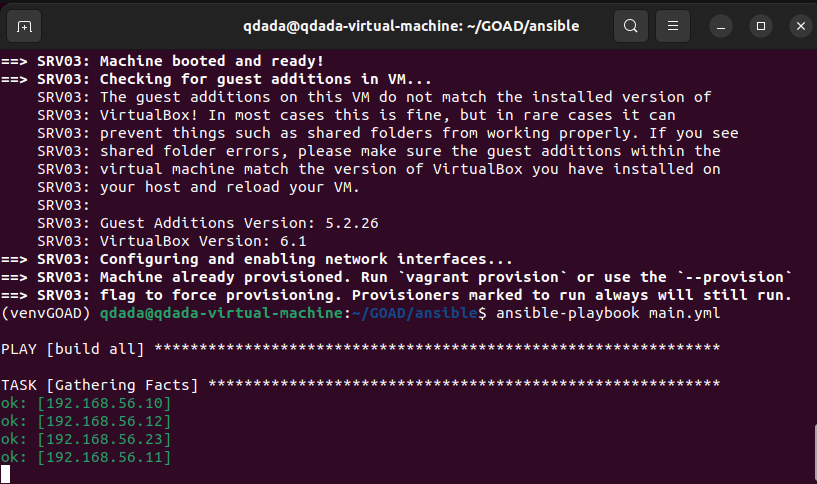 qdada@qdada-virtual-machine: ~/GOAD/ansible
==> SRV03: Machine booted and ready!
==> SRV03: Checking for guest additions in VM...
    SRV03: The guest additions on this VM do not match the installed version of
    SRV03: VirtualBox! In most cases this is fine, but in rare cases it can
    SRV03: prevent things such as shared folders from working properly. If you see
    SRV03: shared folder errors, please make sure the guest additions within the
    SRV03: virtual machine match the version of VirtualBox you have installed on
    SRV03: your host and reload your VM.
    SRV03:
    SRV03: Guest Additions Version: 5.2.26
    SRV03: VirtualBox Version: 6.1
==> SRV03: Configuring and enabling network interfaces...
==> SRV03: Machine already provisioned. Run `vagrant provision` or use the `--provision`
==> SRV03: flag to force provisioning. Provisioners marked to run always will still run.
(venvGOAD) qdada@qdada-virtual-machine:~/GOAD/ansible$ ansible-playbook main.yml
PLAY [build all] ***************************************************************
TASK [Gathering Facts] *********************************************************
ok: [192.168.56.10]
ok: [192.168.56.12]
ok: [192.168.56.23]
ok: [192.168.56.11]